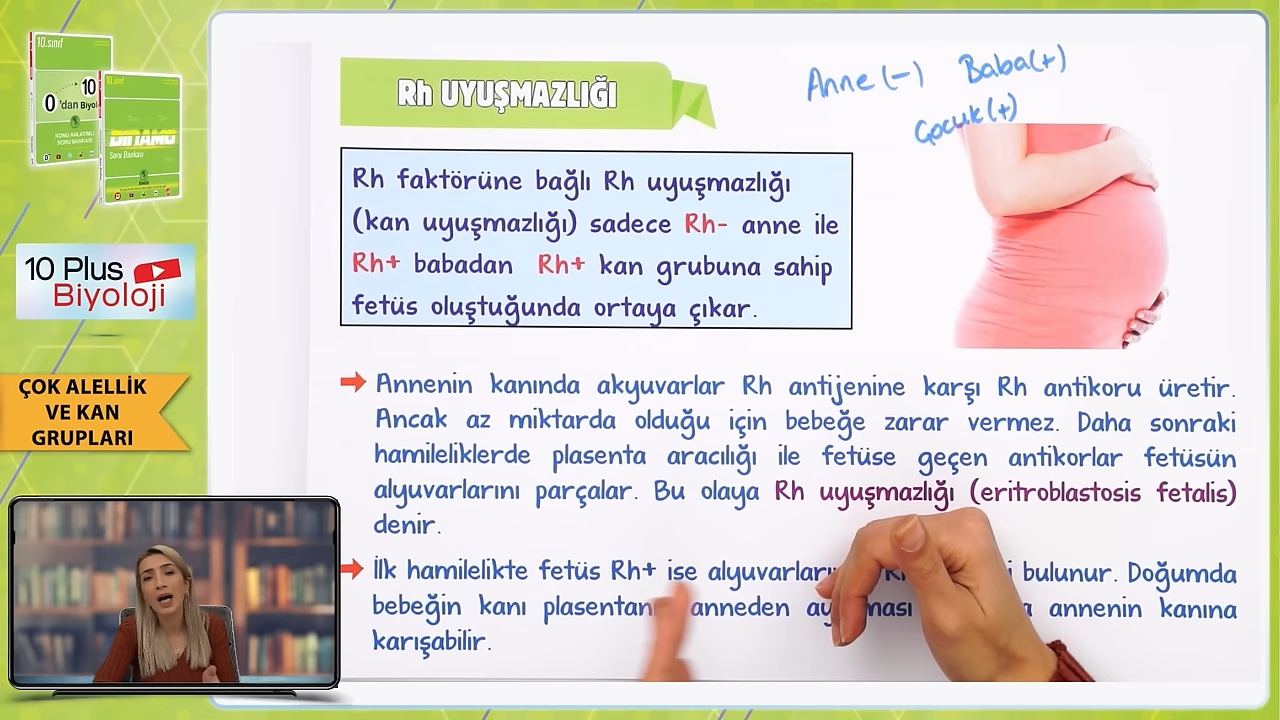 10.sınıf
0 'dan 10
Biyol
KONU ANLATIMLI
SORU BANKASI
10.sınıf
DİNAMO
Soru Bankası
10 Plus
Biyoloji
ÇOK ALELLİK
VE KAN
GRUPLARI
Rh UYUŞMAZLIĞI
Anne (-) Baba(+)
Çocuk(+)
Rh faktörüne bağlı Rh uyuşmazlığı
(kan uyuşmazlığı) sadece Rh- anne ile
Rh+ babadan Rh+ kan grubuna sahip
fetüs oluştuğunda ortaya çıkar.
Annenin kanında akyuvarlar Rh antijenine karşı Rh antikoru üretir.
Ancak az miktarda olduğu için bebeğe zarar vermez. Daha sonraki
hamileliklerde plasenta aracılığı ile fetüse geçen antikorlar fetüsün
alyuvarlarını parçalar. Bu olaya Rh uyuşmazlığı (eritroblastosis fetalis)
denir.
İlk hamilelikte fetüs Rh+ ise bulunur. Doğumda
bebeğin kanı anneden annenin kanına
karışabilir.